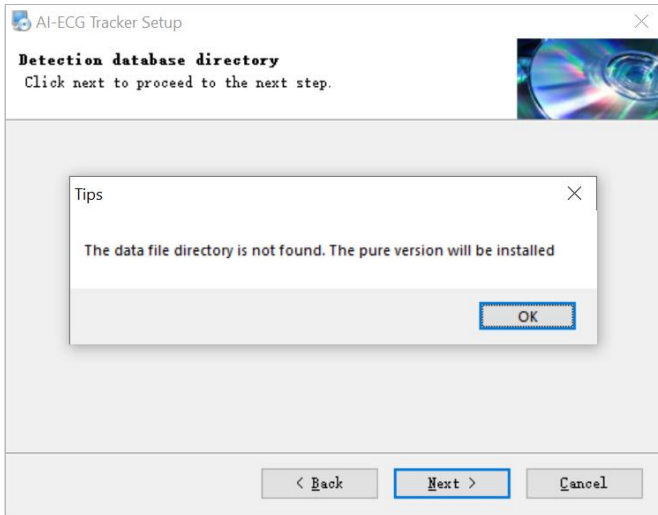 AI-ECG Tracker Setup
Detection database directory
Click next to proceed to the next step.
Tips
The data file directory is not found. The pure version will be installed
OK
< Back
Next >
Cancel